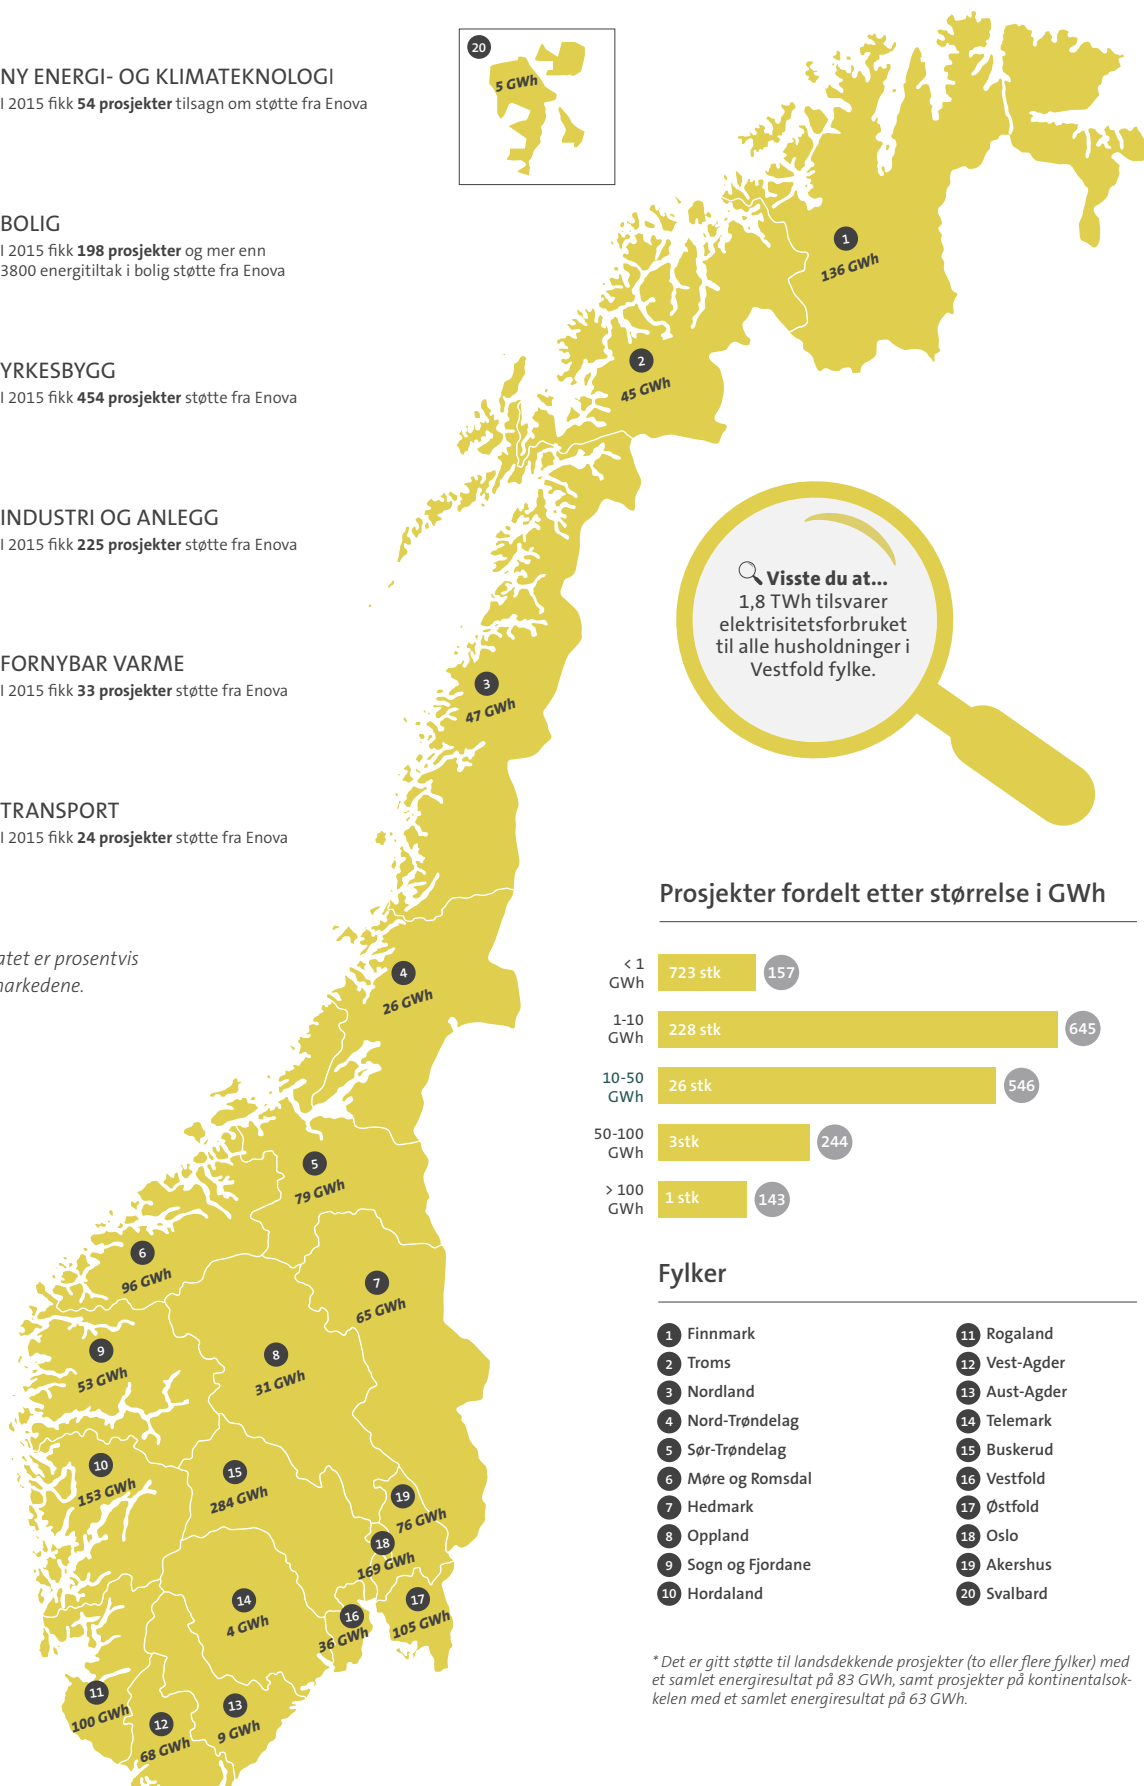 NY ENERGI- OG KLIMATEKNOLOGI
I 2015 fikk 54 prosjekter tilsagn om støtte fra Enova
BOLIG
I 2015 fikk 198 prosjekter og mer enn
3800 energitiltak i bolig støtte fra Enova
YRKESBYGG
I 2015 fikk 454 prosjekter støtte fra Enova
INDUSTRI OG ANLEGG
I 2015 fikk 225 prosjekter støtte fra Enova
FORNYBAR VARME
I 2015 fikk 33 prosjekter støtte fra Enova
TRANSPORT
I 2015 fikk 24 prosjekter støtte fra Enova
atet er prosentvis
narkedene.
20
5 GWh
1
136 GWh
2
45 GWh
3
47 GWh
4
26 GWh
5
79 GWh
6
96 GWh
7
65 GWh
8
31 GWh
9
53 GWh
10
153 GWh
15
284 GWh
19
76 GWh
18
169 GWh
14
4 GWh
16
36 GWh
17
105 GWh
11
100 GWh
12
68 GWh
13
9 GWh
Visste du at...
1,8 TWh tilsvarer
elektrisitetsforbruket
til alle husholdninger i
Vestfold fylke.
Prosjekter fordelt etter størrelse i GWh
< 1
GWh
723 stk
157
1-10
GWh
228 stk
645
10-50
GWh
26 stk
546
50-100
GWh
3stk
244
> 100
GWh
1 stk
143
Fylker
1 Finnmark
2 Troms
3 Nordland
4 Nord-Trøndelag
5 Sør-Trøndelag
6 Møre og Romsdal
7 Hedmark
8 Oppland
9 Sogn og Fjordane
10 Hordaland
11 Rogaland
12 Vest-Agder
13 Aust-Agder
14 Telemark
15 Buskerud
16 Vestfold
17 Østfold
18 Oslo
19 Akershus
20 Svalbard
* Det er gitt støtte til landsdekkende prosjekter (to eller flere fylker) med
et samlet energiresultat på 83 GWh, samt prosjekter på kontinentalsok-
kelen med et samlet energiresultat på 63 GWh.